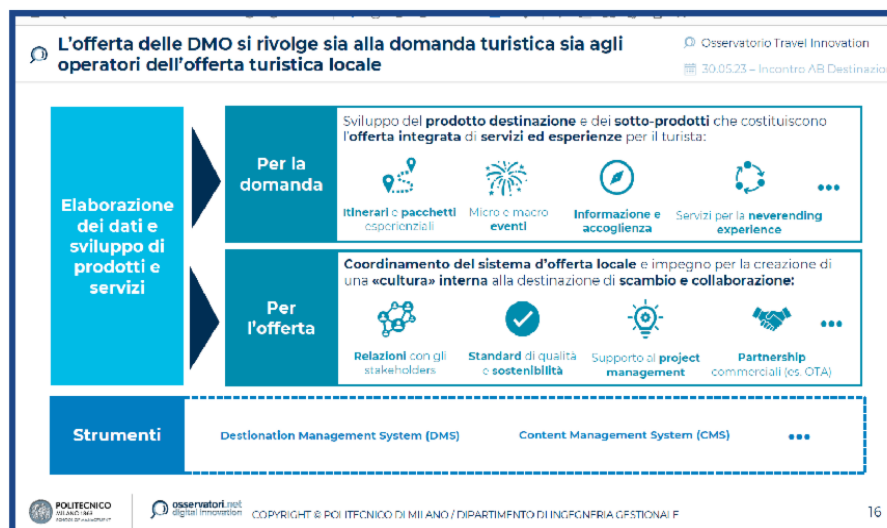 L'offerta delle DMO si rivolge sia alla domanda turistica sia agli
operatori dell'offerta turistica locale
Osservatorio Travel Innovation
30.05.23 – Incontro AB Destinazio
Elaborazione
dei dati e
sviluppo di
prodotti e
servizi
Per la
domanda
Sviluppo del prodotto destinazione e dei sotto-prodotti che costituiscono
l'offerta integrata di servizi ed esperienze per il turista:
Itinerari e pacchetti
esperienziali
Micro e macro
eventi
Informazione e
accoglienza
Servizi per la neverending
experience
...
Per
l'offerta
Coordinamento del sistema d'offerta locale e impegno per la creazione di
una «cultura» interna alla destinazione di scambio e collaborazione:
Relazioni con gli
stakeholders
Standard di qualità
e sostenibilità
Supporto al project
management
Partnership
commerciali (es. OTA)
...
Strumenti
Destionation Management System (DMS)
Content Management System (CMS)
...
POLITECNICO
MILANO 1863
SCHOOL OF MANAGEMENT
osservatori.net
digital innovation
COPYRIGHT © POLITECNICO DI MILANO / DIPARTIMENTO DI INGEGNERIA GESTIONALE
16